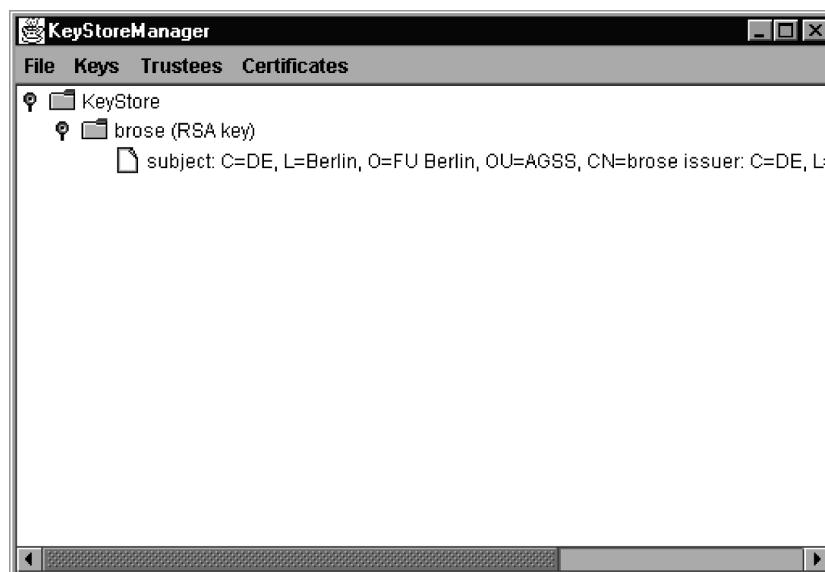 KeyStoreManager
File Keys Trustees Certificates
KeyStore
brose (RSA key)
subject: C=DE, L=Berlin, O=FU Berlin, OU=AGSS, CN=brose issuer: C=DE, L=